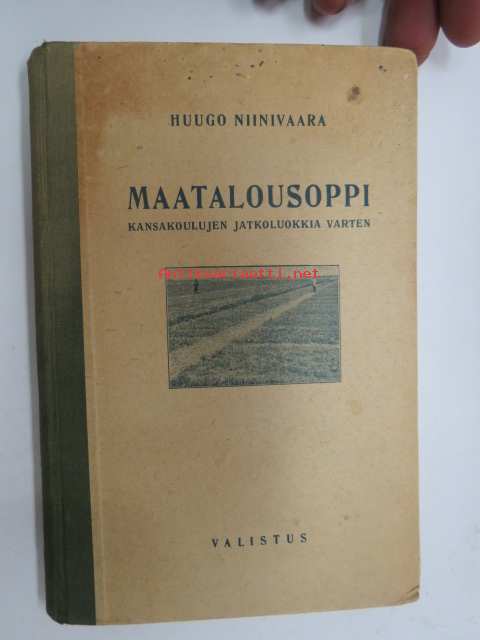 HUUGO NIINIVAARA
MAATALOUSOPPI
KANSAKOULUJEN JATKOLUOKKIA VARTEN
Antikvariaatti.net
VALISTUS